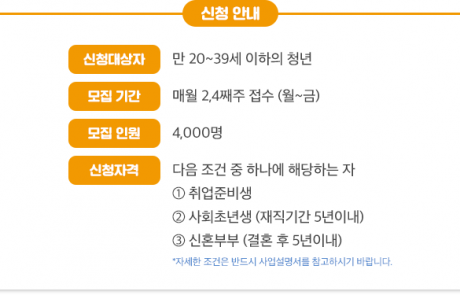 신청 안내
신청대상자 만 20~39세 이하의 청년
모집 기간 매월 2,4째주 접수 (월~금)
모집 인원 4,000명
신청자격 다음 조건 중 하나에 해당하는 자
① 취업준비생
② 사회초년생 (재직기간 5년이내)
③ 신혼부부 (결혼 후 5년이내)
*자세한 조건은 반드시 사업설명서를 참고하시기 바랍니다.